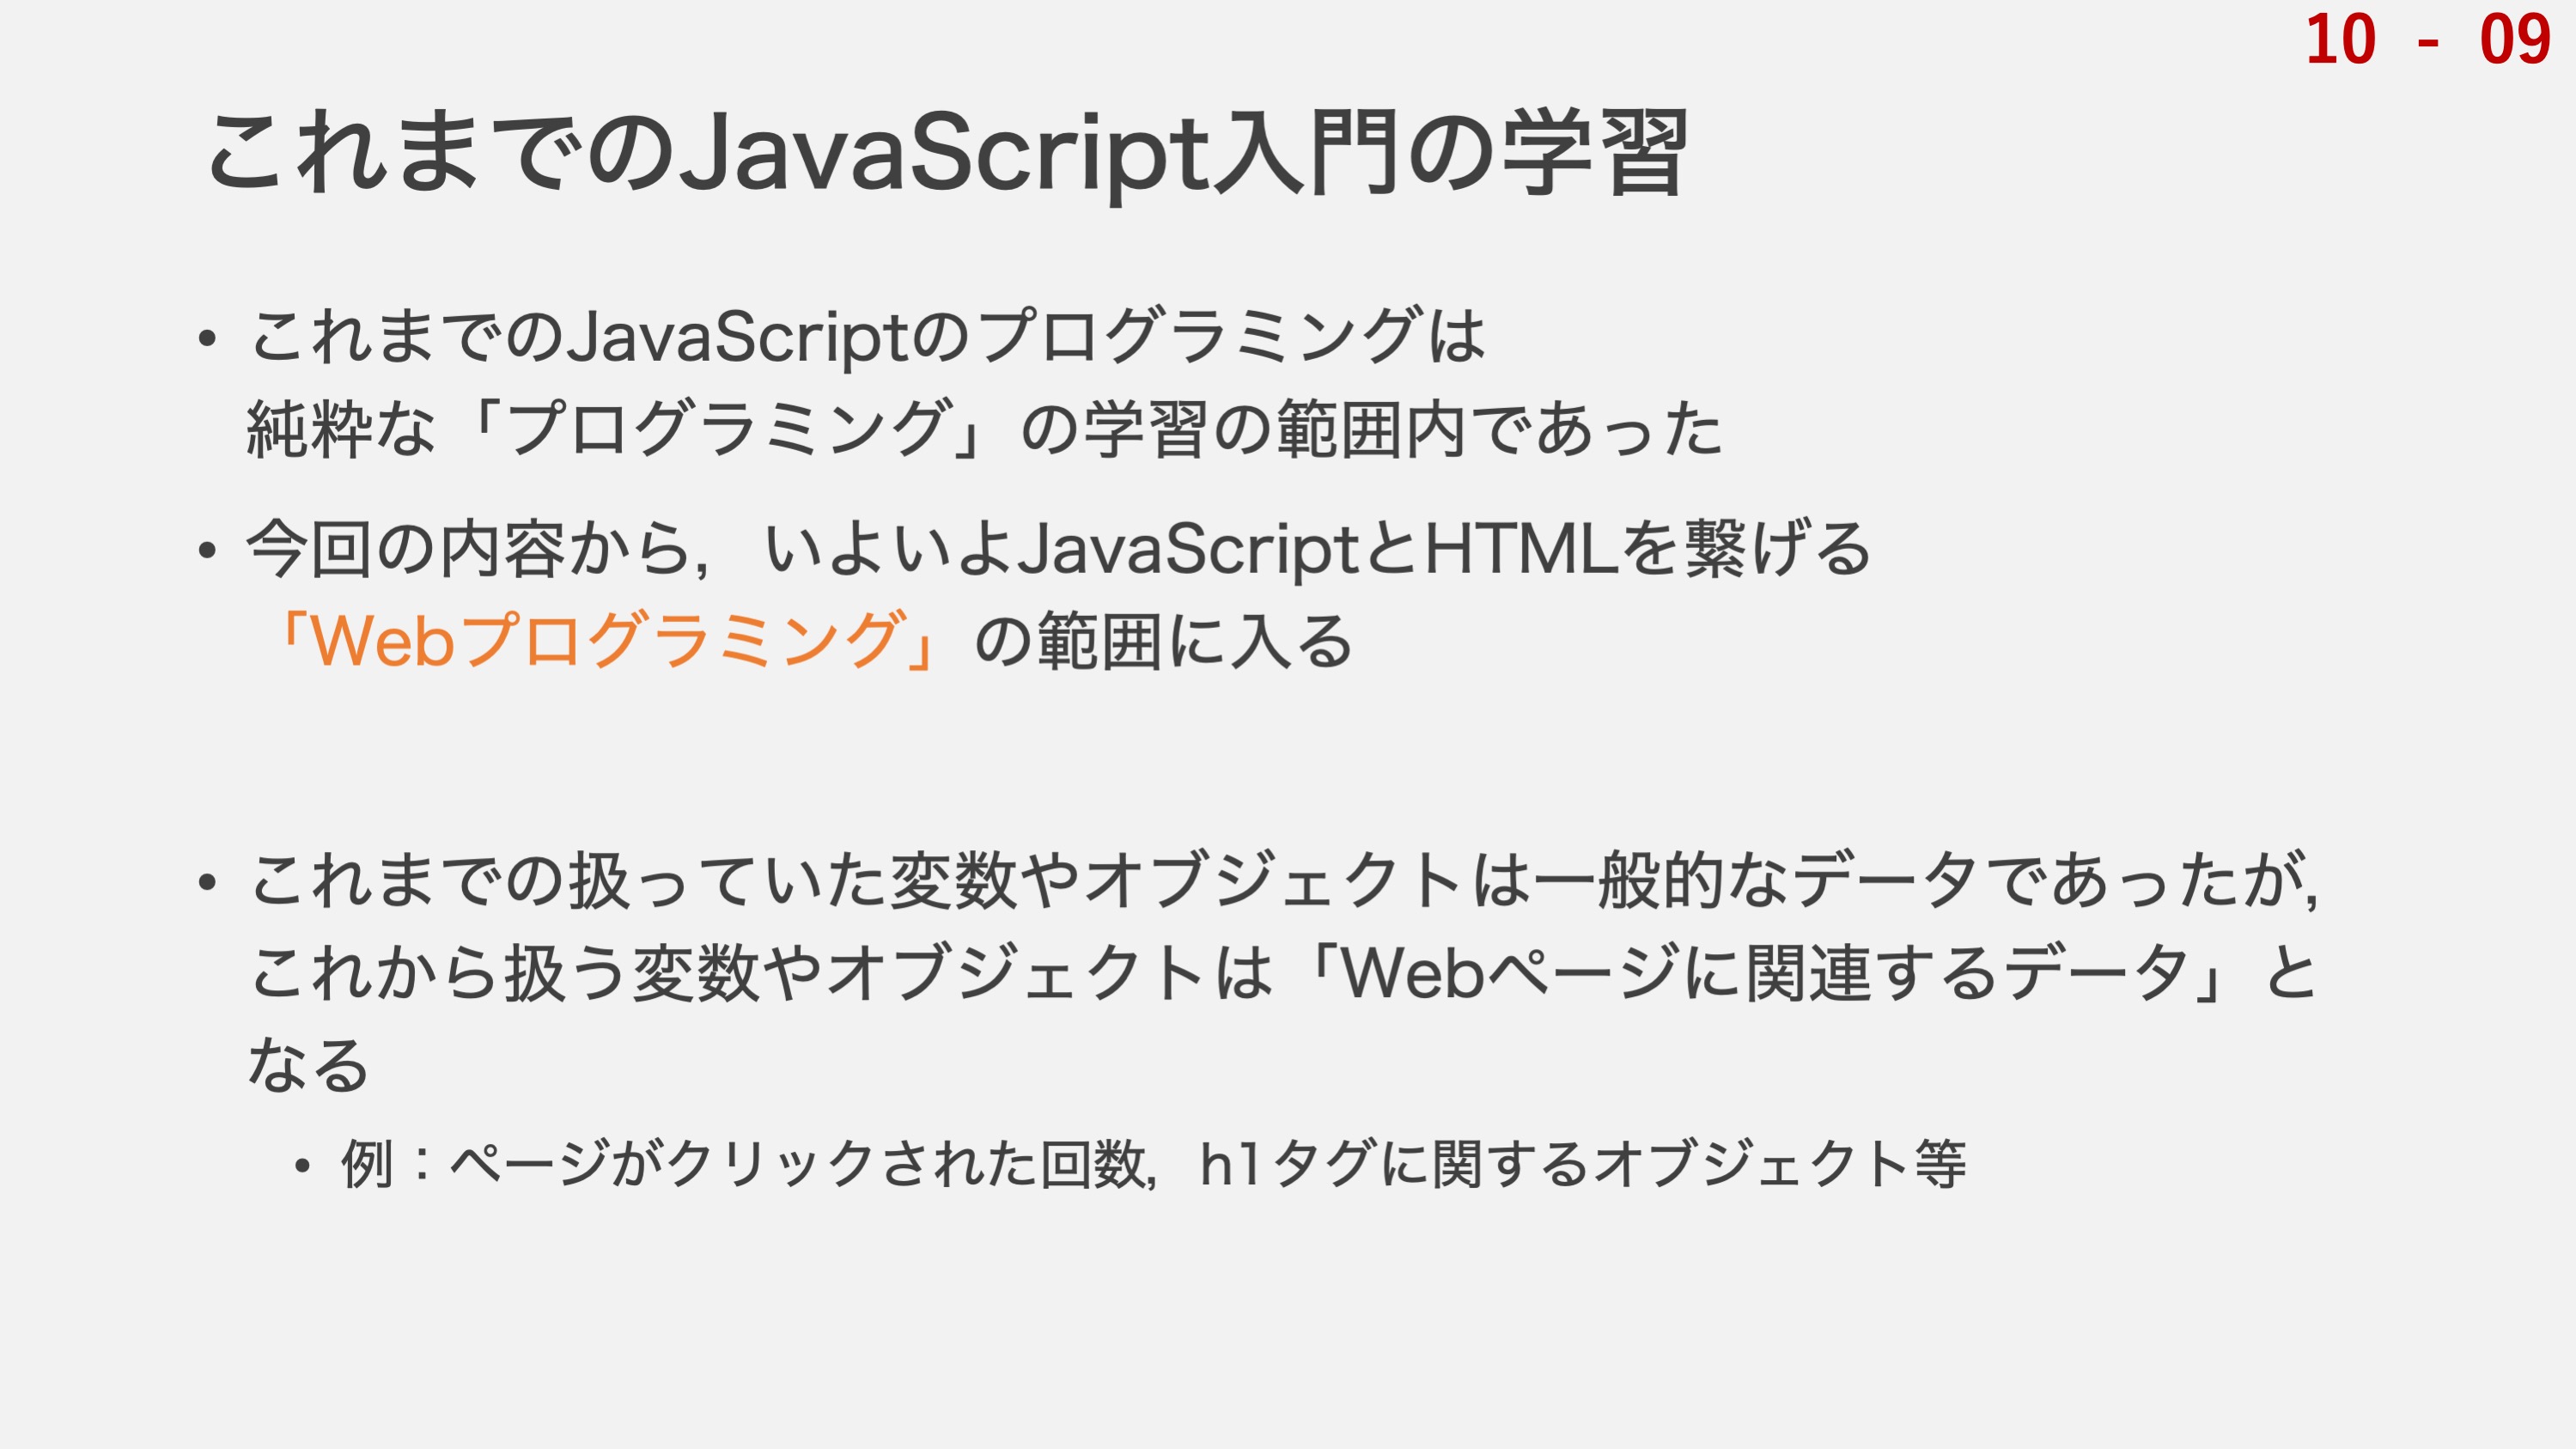 10 - 09
これまでのJavaScript入門の学習
• これまでのJavaScriptのプログラミングは
純粋な「プログラミング」の学習の範囲内であった
• 今回の内容から，いよいよJavaScriptとHTMLを繋げる
「Webプログラミング」の範囲に入る
• これまでの扱っていた変数やオブジェクトは一般的なデータであったが，
これから扱う変数やオブジェクトは「Webページに関連するデータ」と
なる
• 例：ページがクリックされた回数，h1タグに関するオブジェクト等